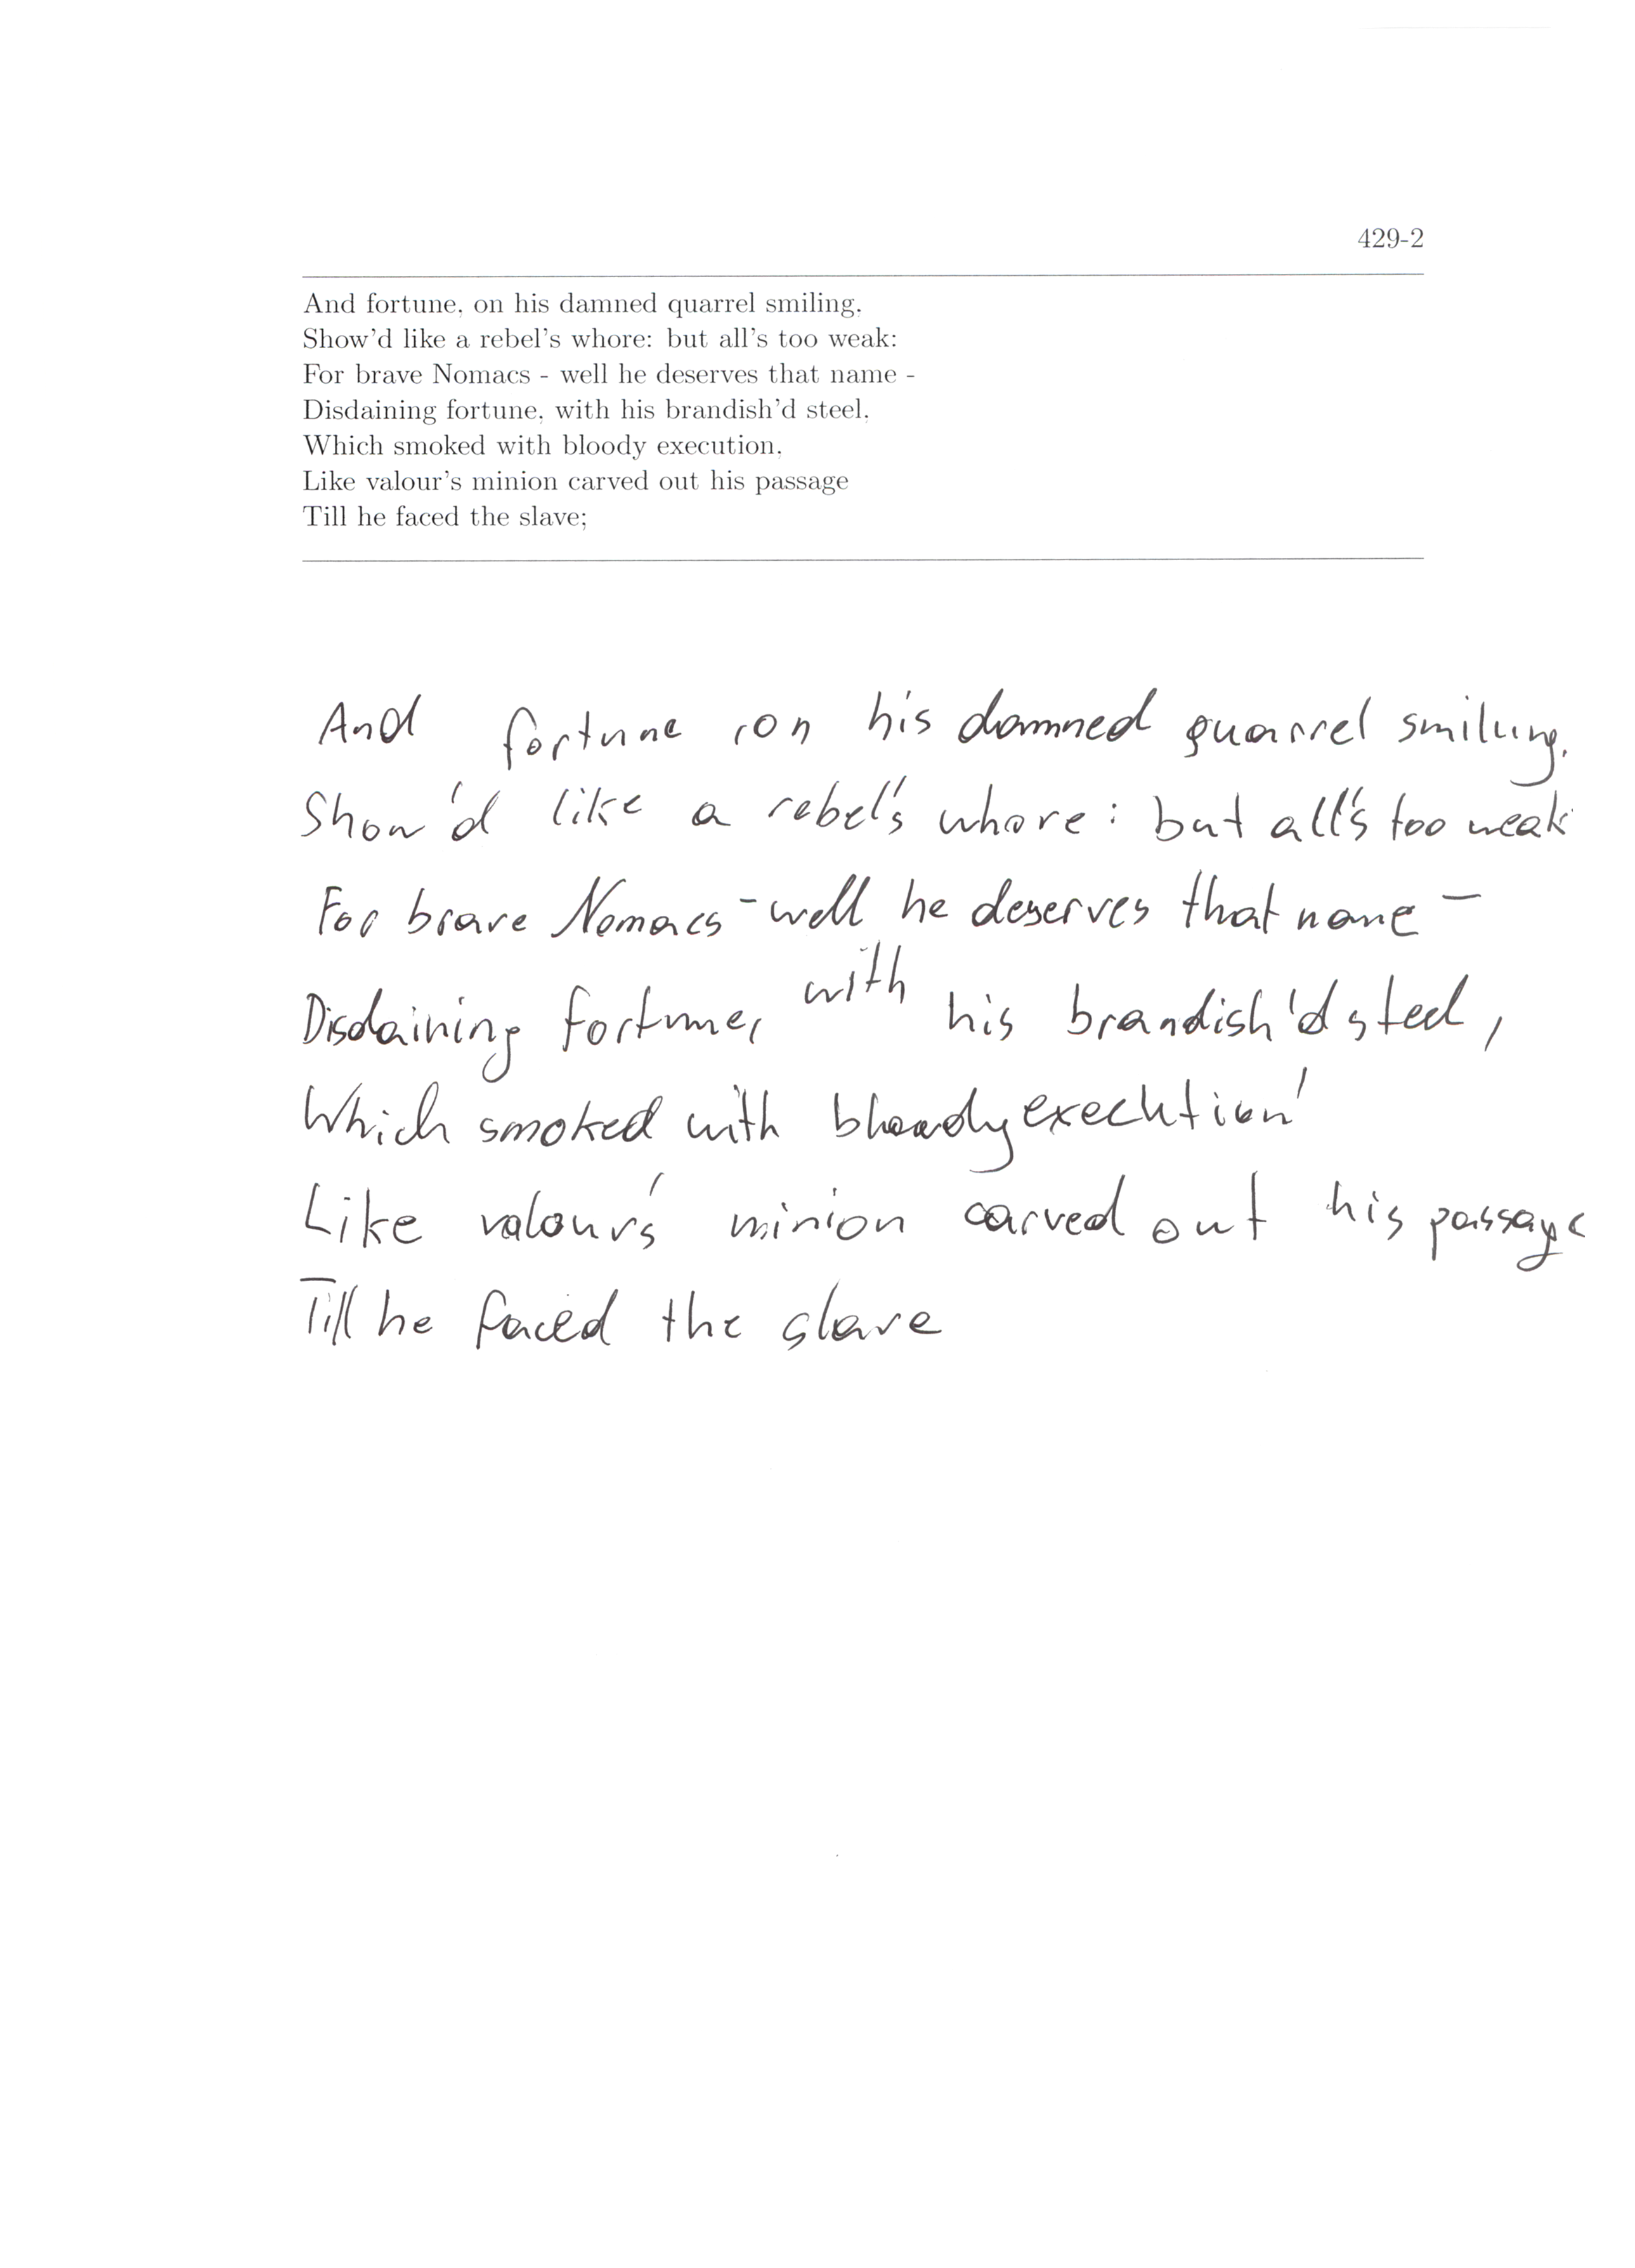 429-2
And fortune, on his damned quarrel smiling,
Show'd like a rebel's whore: but all's too weak:
For brave Nomacs - well he deserves that name -
Disdaining fortune, with his brandish'd steel,
Which smoked with bloody execution,
Like valour's minion carved out his passage
Till he faced the slave;
And fortune , on his damned quarrel smiling,
Show'd like a rebel's whore: but all's too weak
For brave Nomacs - well he deserves that name -
Disdaining fortune, with his brandish'd steel,
Which smoked with bloody execution'
Like valour's minion carved out his passage
Till he faced the slave